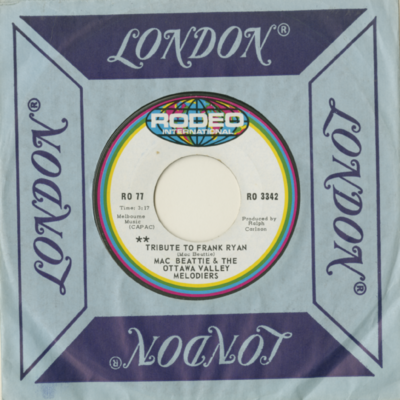 LONDON®
LONDON®
LONDON®
RODEO
INTERNATIONAL
RO 77
RO 3342
Time: 3:17
Melbourne
Music
(CAPAC)
Produced by
Ralph
Carlson
**
TRIBUTE TO FRANK RYAN
(Mac Beattie)
MAC BEATTIE & THE
OTTAWA VALLEY
MELODIERS
LONDON®